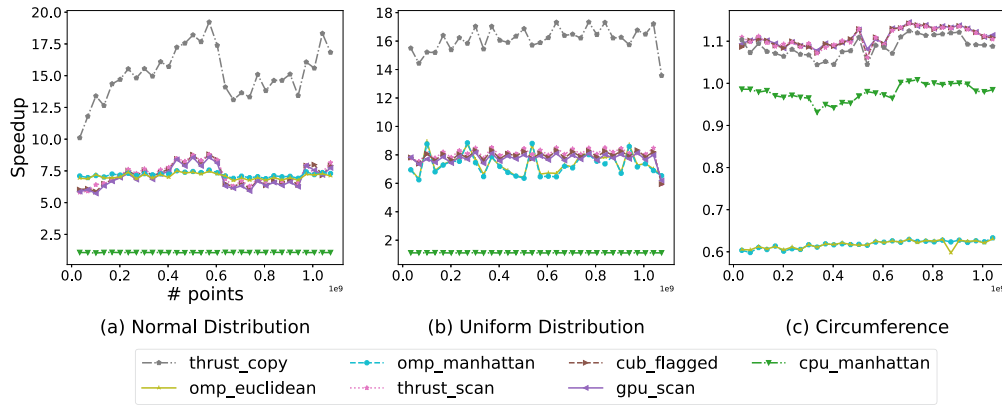 Speedup
20.0
17.5
15.0
12.5
10.0
7.5
5.0
2.5
0.0 0.2 0.4 0.6 0.8 1.0
1e9
# points
(a) Normal Distribution
18
16
14
12
10
8
6
4
2
0.0 0.2 0.4 0.6 0.8 1.0
1e9
(b) Uniform Distribution
1.1
1.0
0.9
0.8
0.7
0.6
0.0 0.2 0.4 0.6 0.8 1.0
1e9
(c) Circumference
thrust_copy omp_manhattan cub_flagged cpu_manhattan
omp_euclidean thrust_scan gpu_scan